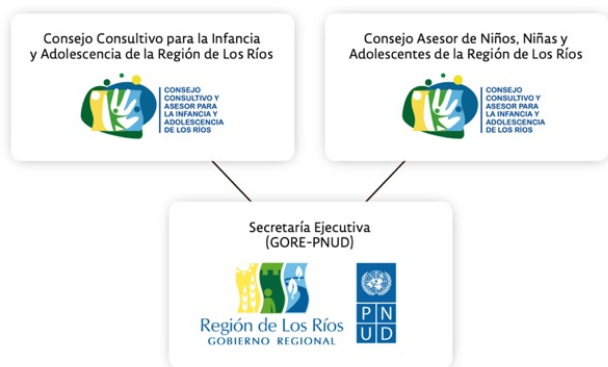 Consejo Consultivo para la Infancia
y Adolescencia de la Región de Los Ríos
CONSEJO
CONSULTIVO Y
ASESOR PARA
LA INFANCIA Y
ADOLESCENCIA
DE LOS RÍOS
Consejo Asesor de Niños, Niñas y
Adolescentes de la Región de Los Ríos
CONSEJO
CONSULTIVO Y
ASESOR PARA
LA INFANCIA Y
ADOLESCENCIA
DE LOS RÍOS
Secretaría Ejecutiva
(GORE-PNUD)
Región de Los Ríos
GOBIERNO REGIONAL
P N
U D